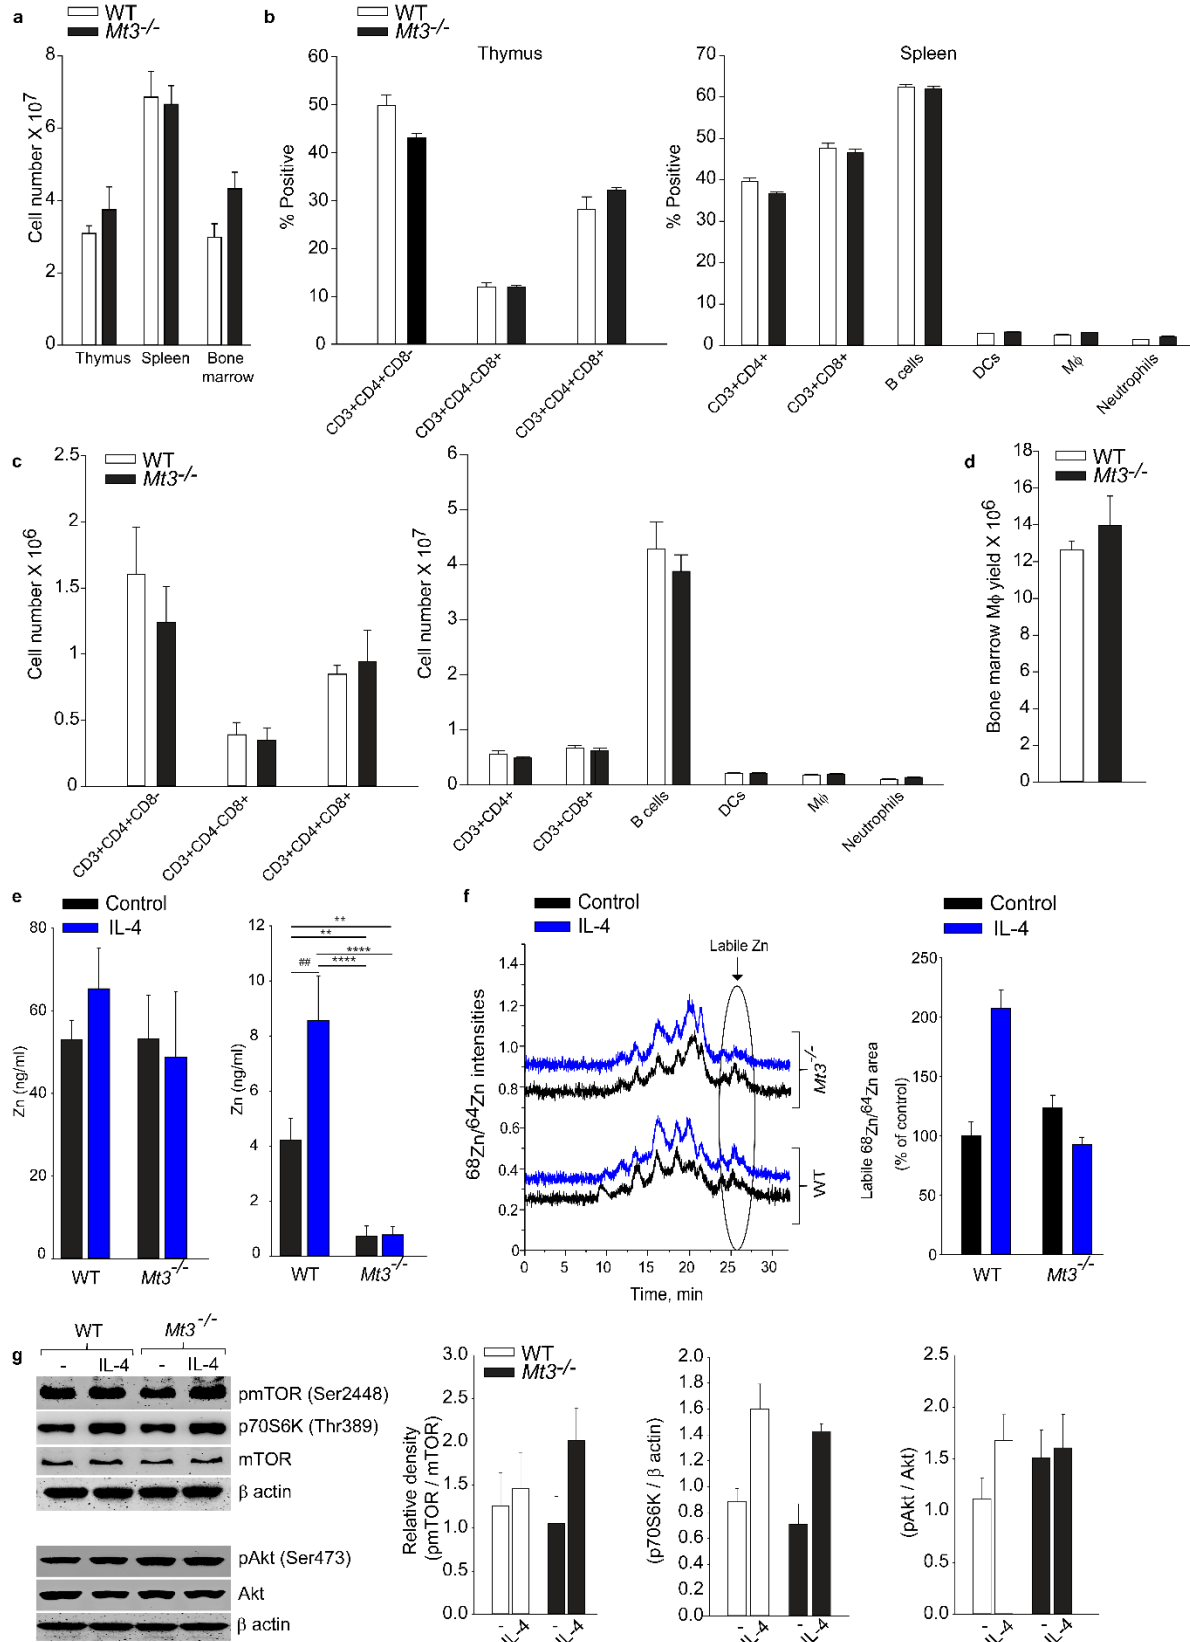 a
WT
Mt3-/-
Cell number X 10^7
8
6
4
2
0
Thymus Spleen Bone marrow
b
WT
Mt3-/-
Thymus
% Positive
60
50
40
30
20
10
0
CD3+CD4+CD8-
CD3+CD4-CD8+
CD3+CD4+CD8+
Spleen
% Positive
70
60
50
40
30
20
10
0
CD3+CD4+
CD3+CD8+
B cells
DCs
Mϕ
Neutrophils
c
WT
Mt3-/-
Cell number X 10^6
2.5
2
1.5
1
0.5
0
CD3+CD4+CD8-
CD3+CD4-CD8+
CD3+CD4+CD8+
Cell number X 10^7
6
5
4
3
2
1
0
CD3+CD4+
CD3+CD8+
B cells
DCs
Mϕ
Neutrophils
d
WT
Mt3-/-
Bone marrow Mϕ yield X 10^6
18
16
14
12
10
8
6
4
2
0
e
Control
IL-4
Zn (ng/ml)
80
60
40
20
0
WT Mt3-/-
Zn (ng/ml)
12
10
8
6
4
2
0
**
**
****
****
##
WT Mt3-/-
f
Control
IL-4
Labile Zn
68Zn/64Zn intensities
1.4
1.2
1.0
0.8
0.6
0.4
0.2
0
0 5 10 15 20 25 30
Time, min
Mt3-/-
WT
Control
IL-4
Labile 68Zn/64Zn area
(% of control)
250
200
150
100
50
0
WT Mt3-/-
g
WT Mt3-/-
- IL-4 - IL-4
pmTOR (Ser2448)
p70S6K (Thr389)
mTOR
β actin
pAkt (Ser473)
Akt
β actin
WT
Mt3-/-
Relative density
(pmTOR / mTOR)
3.0
2.5
2.0
1.5
1.0
0.5
0.0
- IL-4 - IL-4
(p70S6K / β actin)
2.0
1.8
1.6
1.4
1.2
1.0
0.8
0.6
0.4
0.2
0.0
- IL-4 - IL-4
(pAkt / Akt)
2.5
2.0
1.5
1.0
0.5
0.0
- IL-4 - IL-4